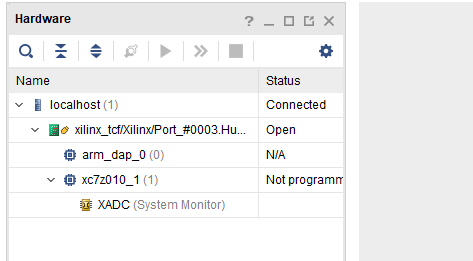 Hardware
Name Status
localhost (1) Connected
xilinx_tcf/Xilinx/Port_#0003.Hu... Open
arm_dap_0 (0) N/A
xc7z010_1 (1) Not programm
XADC (System Monitor)